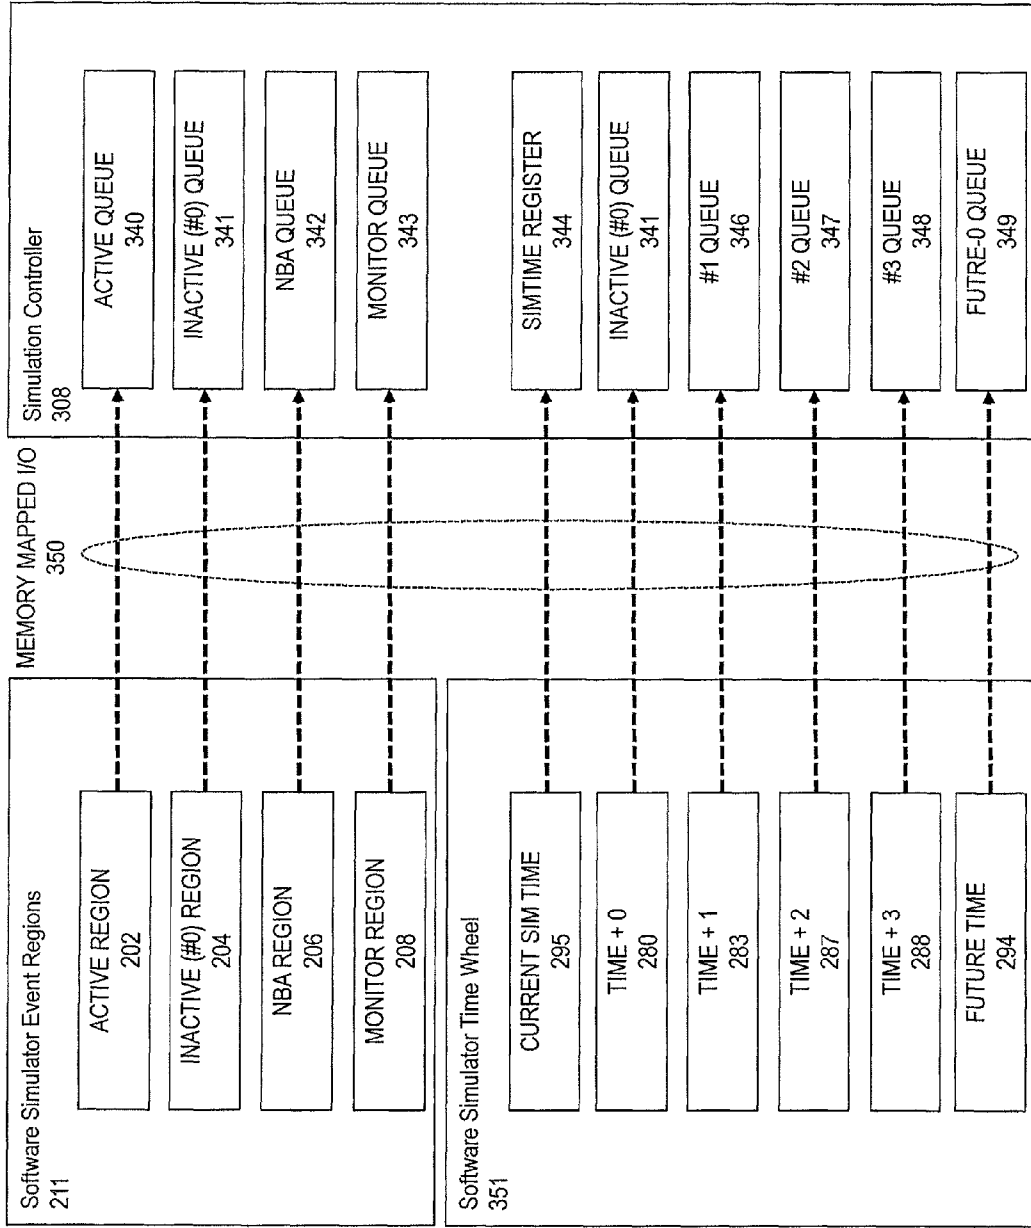 Software Simulator Event Regions
211
ACTIVE REGION
202
INACTIVE (#0) REGION
204
NBA REGION
206
MONITOR REGION
208
Software Simulator Time Wheel
351
CURRENT SIM TIME
295
TIME + 0
280
TIME + 1
283
TIME + 2
287
TIME + 3
288
FUTURE TIME
294
MEMORY MAPPED I/O
350
Simulation Controller
308
ACTIVE QUEUE
340
INACTIVE (#0) QUEUE
341
NBA QUEUE
342
MONITOR QUEUE
343
SIMTIME REGISTER
344
INACTIVE (#0) QUEUE
341
#1 QUEUE
346
#2 QUEUE
347
#3 QUEUE
348
FUTRE-0 QUEUE
349